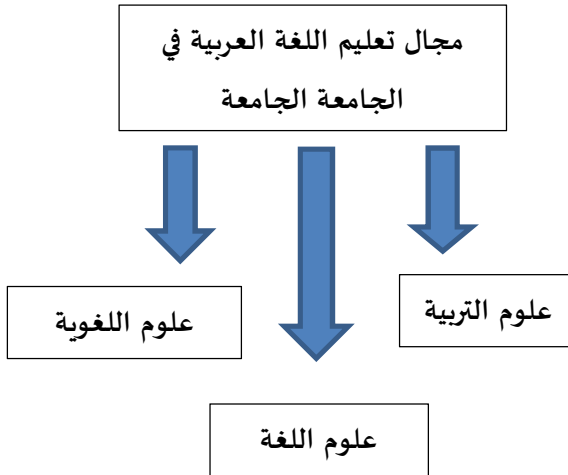 مجال تعليم اللغة العربية في
الجامعة الجامعة
علوم التربية
علوم اللغوية
علوم اللغة